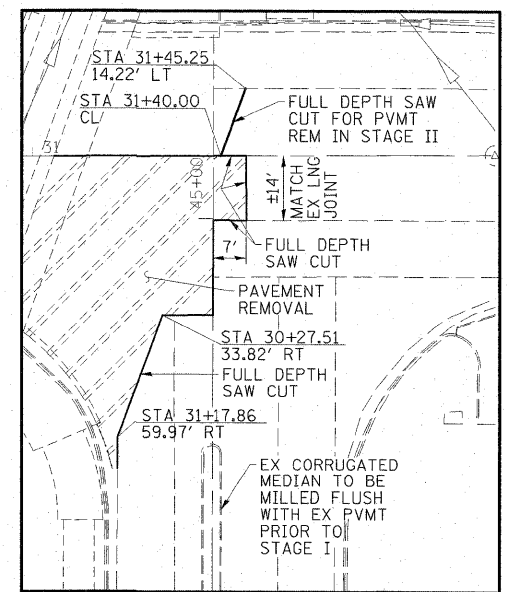 STA 31+45.25
14.22' LT
STA 31+40.00
CL
FULL DEPTH SAW
CUT FOR PVMT
REM IN STAGE II
31
45+00
±14'
MATCH
EX LNG
JOINT
7'
FULL DEPTH
SAW CUT
PAVEMENT
REMOVAL
STA 30+27.51
33.82' RT
FULL DEPTH
SAW CUT
STA 31+17.86
59.97' RT
EX CORRUGATED
MEDIAN TO BE
MILLED FLUSH
WITH EX PVMT
PRIOR TO
STAGE I